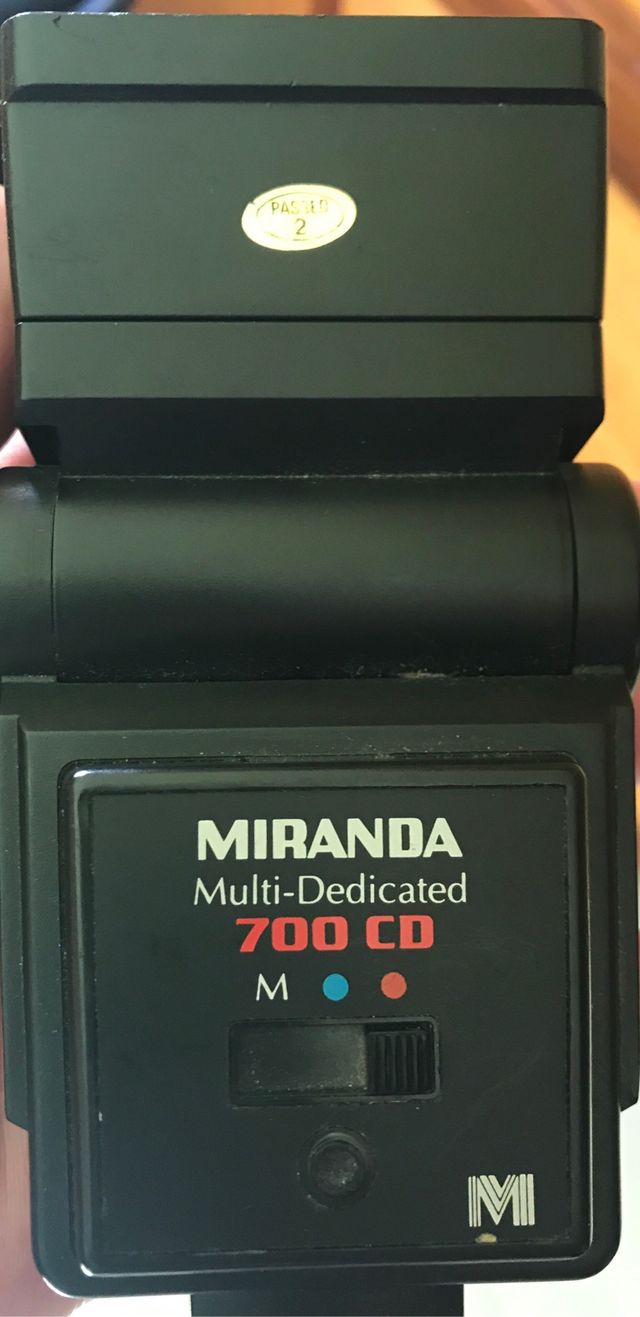 PASSED
2
MIRANDA
Multi-Dedicated
700 CD
M
M